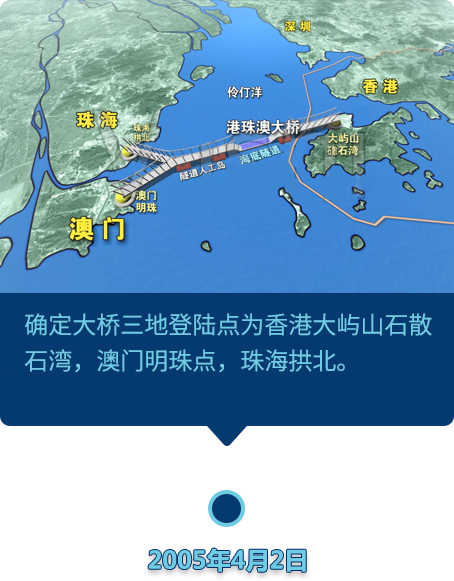 深圳
伶仃洋
香港
珠海
珠海
拱北
港珠澳大桥
大屿山
石湾
海底隧道
隧道人工岛
澳门
明珠
澳门
确定大桥三地登陆点为香港大屿山石散
石湾，澳门明珠点，珠海拱北。
2005年4月2日